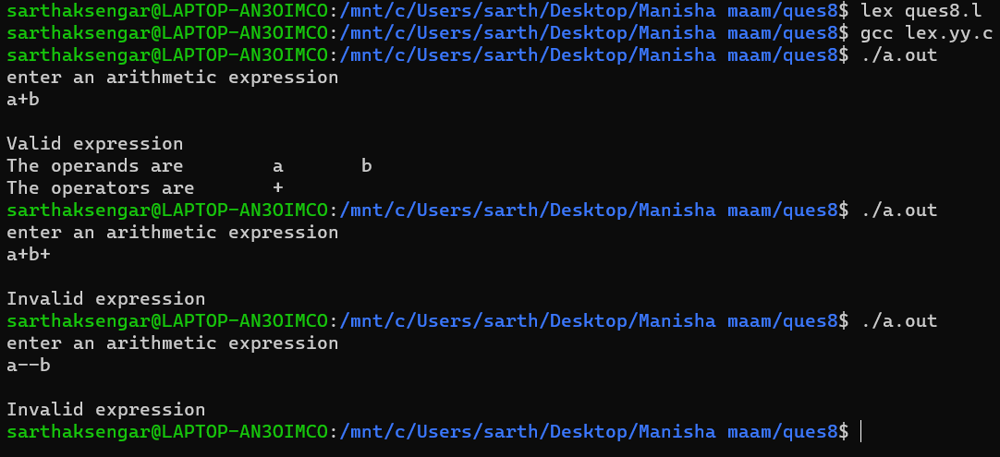 sarthaksengar@LAPTOP-AN3OIMCO:/mnt/c/Users/sarth/Desktop/Manisha maam/ques8$ lex ques8.l
sarthaksengar@LAPTOP-AN3OIMCO:/mnt/c/Users/sarth/Desktop/Manisha maam/ques8$ gcc lex.yy.c
sarthaksengar@LAPTOP-AN3OIMCO:/mnt/c/Users/sarth/Desktop/Manisha maam/ques8$ ./a.out
enter an arithmetic expression
a+b
Valid expression
The operands are a b
The operators are +
sarthaksengar@LAPTOP-AN3OIMCO:/mnt/c/Users/sarth/Desktop/Manisha maam/ques8$ ./a.out
enter an arithmetic expression
a+b+
Invalid expression
sarthaksengar@LAPTOP-AN3OIMCO:/mnt/c/Users/sarth/Desktop/Manisha maam/ques8$ ./a.out
enter an arithmetic expression
a--b
Invalid expression
sarthaksengar@LAPTOP-AN3OIMCO:/mnt/c/Users/sarth/Desktop/Manisha maam/ques8$